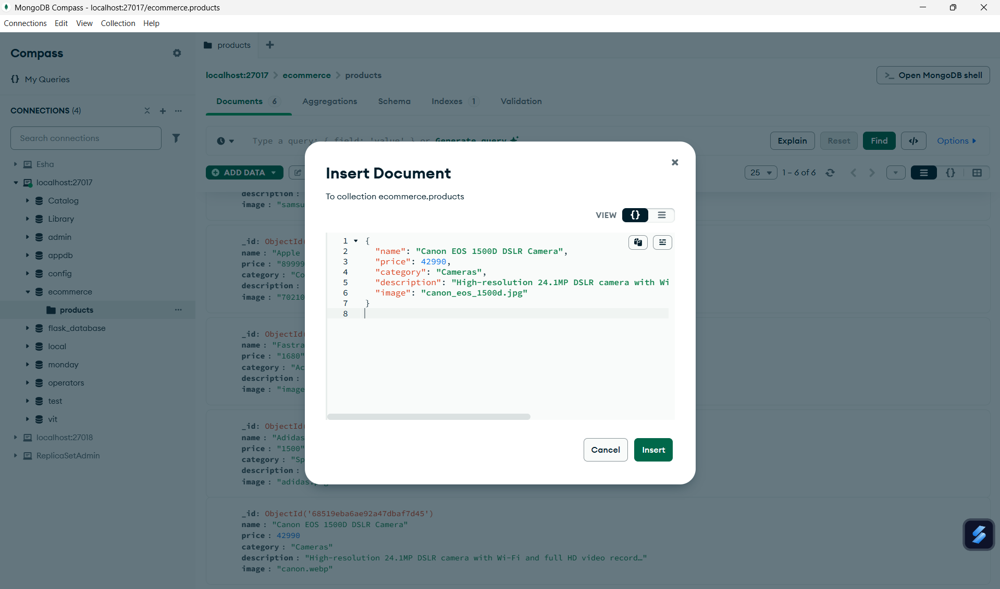 MongoDB Compass - localhost:27017/ecommerce.products
Connections Edit View Collection Help
Compass
{} My Queries
CONNECTIONS (4)
Search connections
Esha
localhost:27017
Catalog
Library
admin
appdb
config
ecommerce
products
flask_database
local
monday
operators
test
vit
localhost:27018
ReplicaSetAdmin
products
localhost:27017 > ecommerce > products
>_ Open MongoDB shell
Documents 6 Aggregations Schema Indexes 1 Validation
Type a query: { field: 'value' } or Generate query
Explain Reset Find </> Options
ADD DATA
25 1 – 6 of 6 {}
description :
image : "samsu
_id: ObjectId
name : "Apple
price : "89999
category : "Co
description :
image : "70210
_id: ObjectId
name : "Fastra
price : "1680"
category : "Ac
description :
image : "image
_id: ObjectId
name : "Adidas
price : "1500"
category : "Sp
description :
image : "adidas.
_id: ObjectId('68519eba6ae92a47dbaf7d45')
name : "Canon EOS 1500D DSLR Camera"
price : 42990
category : "Cameras"
description : "High-resolution 24.1MP DSLR camera with Wi-Fi and full HD video record…"
image : "canon.webp"
Insert Document
To collection ecommerce.products
VIEW {}
1 {
2 "name": "Canon EOS 1500D DSLR Camera",
3 "price": 42990,
4 "category": "Cameras",
5 "description": "High-resolution 24.1MP DSLR camera with Wi
6 "image": "canon_eos_1500d.jpg"
7 }
8
Cancel Insert